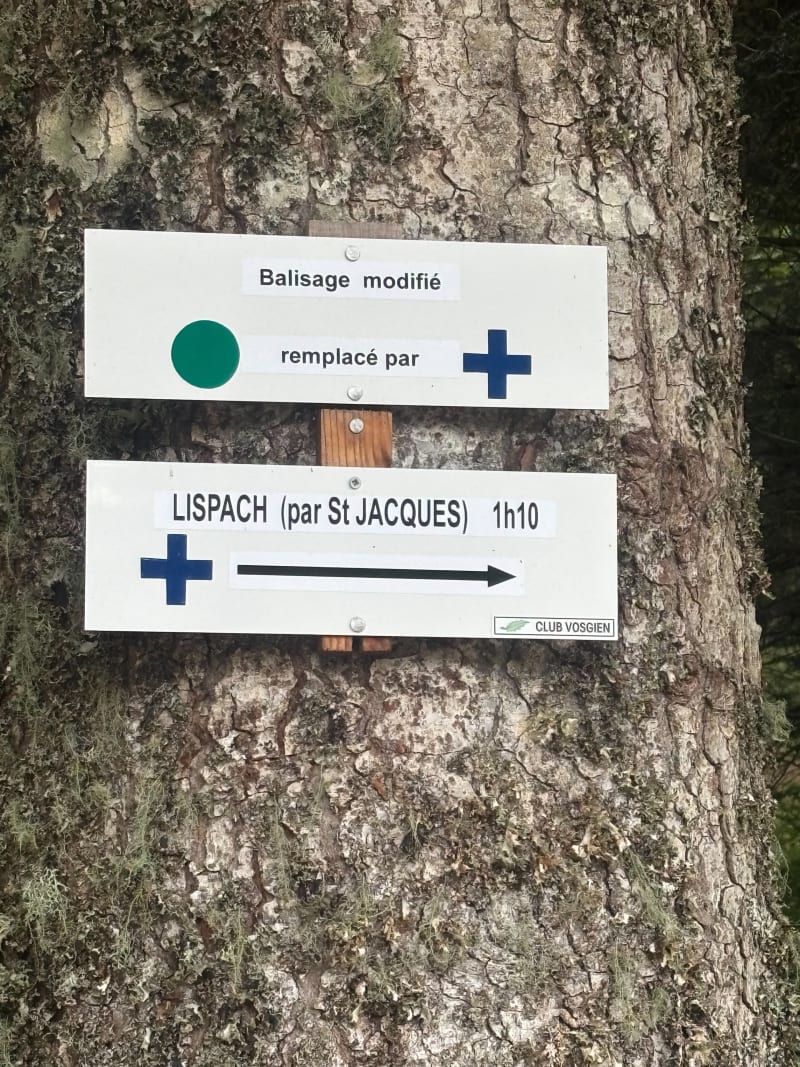 Balisage modifié
remplacé par
LISPACH (par St JACQUES) 1h10
CLUB VOSGIEN